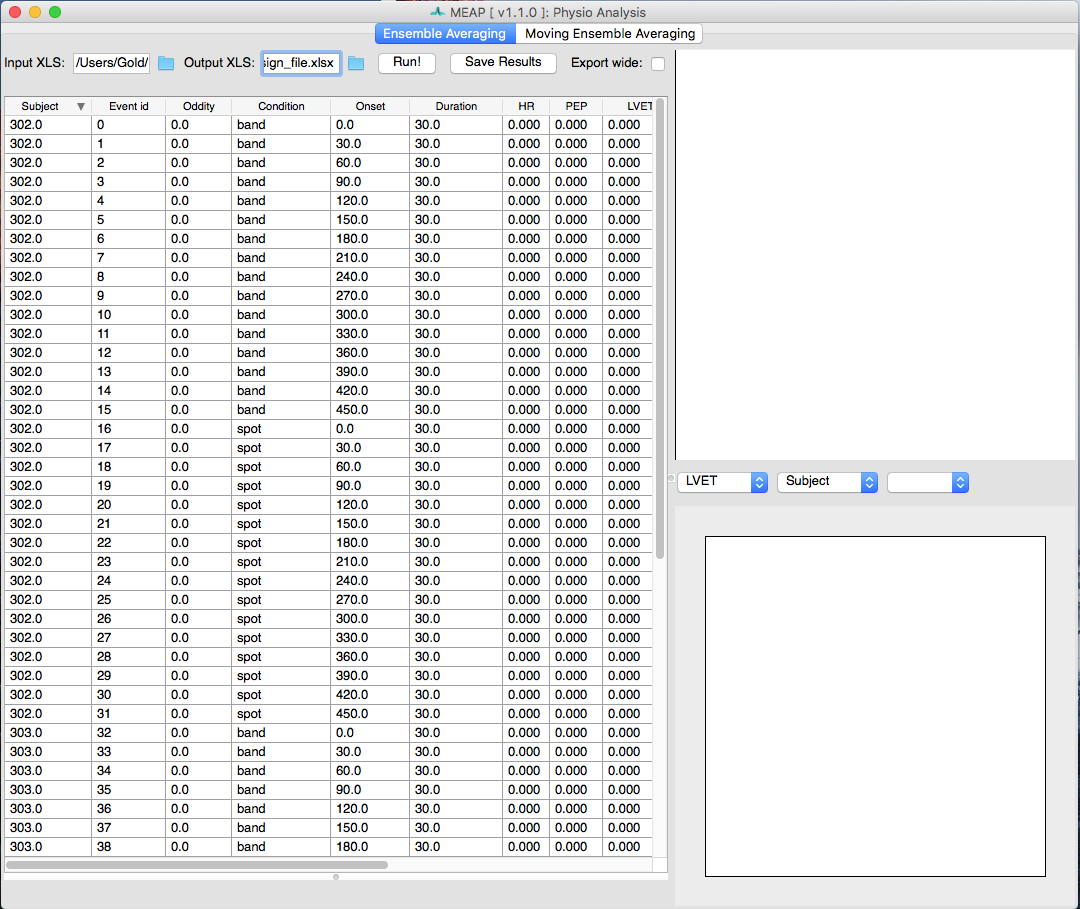 MEAP [ v1.1.0 ]: Physio Analysis
Ensemble Averaging Moving Ensemble Averaging
Input XLS: /Users/Gold/ Output XLS: sign_file.xlsx Run! Save Results Export wide:
Subject ▼ Event id Oddity Condition Onset Duration HR PEP LVET
302.0 0 0.0 band 0.0 30.0 0.000 0.000 0.000
302.0 1 0.0 band 30.0 30.0 0.000 0.000 0.000
302.0 2 0.0 band 60.0 30.0 0.000 0.000 0.000
302.0 3 0.0 band 90.0 30.0 0.000 0.000 0.000
302.0 4 0.0 band 120.0 30.0 0.000 0.000 0.000
302.0 5 0.0 band 150.0 30.0 0.000 0.000 0.000
302.0 6 0.0 band 180.0 30.0 0.000 0.000 0.000
302.0 7 0.0 band 210.0 30.0 0.000 0.000 0.000
302.0 8 0.0 band 240.0 30.0 0.000 0.000 0.000
302.0 9 0.0 band 270.0 30.0 0.000 0.000 0.000
302.0 10 0.0 band 300.0 30.0 0.000 0.000 0.000
302.0 11 0.0 band 330.0 30.0 0.000 0.000 0.000
302.0 12 0.0 band 360.0 30.0 0.000 0.000 0.000
302.0 13 0.0 band 390.0 30.0 0.000 0.000 0.000
302.0 14 0.0 band 420.0 30.0 0.000 0.000 0.000
302.0 15 0.0 band 450.0 30.0 0.000 0.000 0.000
302.0 16 0.0 spot 0.0 30.0 0.000 0.000 0.000
302.0 17 0.0 spot 30.0 30.0 0.000 0.000 0.000
302.0 18 0.0 spot 60.0 30.0 0.000 0.000 0.000
302.0 19 0.0 spot 90.0 30.0 0.000 0.000 0.000
302.0 20 0.0 spot 120.0 30.0 0.000 0.000 0.000
302.0 21 0.0 spot 150.0 30.0 0.000 0.000 0.000
302.0 22 0.0 spot 180.0 30.0 0.000 0.000 0.000
302.0 23 0.0 spot 210.0 30.0 0.000 0.000 0.000
302.0 24 0.0 spot 240.0 30.0 0.000 0.000 0.000
302.0 25 0.0 spot 270.0 30.0 0.000 0.000 0.000
302.0 26 0.0 spot 300.0 30.0 0.000 0.000 0.000
302.0 27 0.0 spot 330.0 30.0 0.000 0.000 0.000
302.0 28 0.0 spot 360.0 30.0 0.000 0.000 0.000
302.0 29 0.0 spot 390.0 30.0 0.000 0.000 0.000
302.0 30 0.0 spot 420.0 30.0 0.000 0.000 0.000
302.0 31 0.0 spot 450.0 30.0 0.000 0.000 0.000
303.0 32 0.0 band 0.0 30.0 0.000 0.000 0.000
303.0 33 0.0 band 30.0 30.0 0.000 0.000 0.000
303.0 34 0.0 band 60.0 30.0 0.000 0.000 0.000
303.0 35 0.0 band 90.0 30.0 0.000 0.000 0.000
303.0 36 0.0 band 120.0 30.0 0.000 0.000 0.000
303.0 37 0.0 band 150.0 30.0 0.000 0.000 0.000
303.0 38 0.0 band 180.0 30.0 0.000 0.000 0.000
LVET Subject